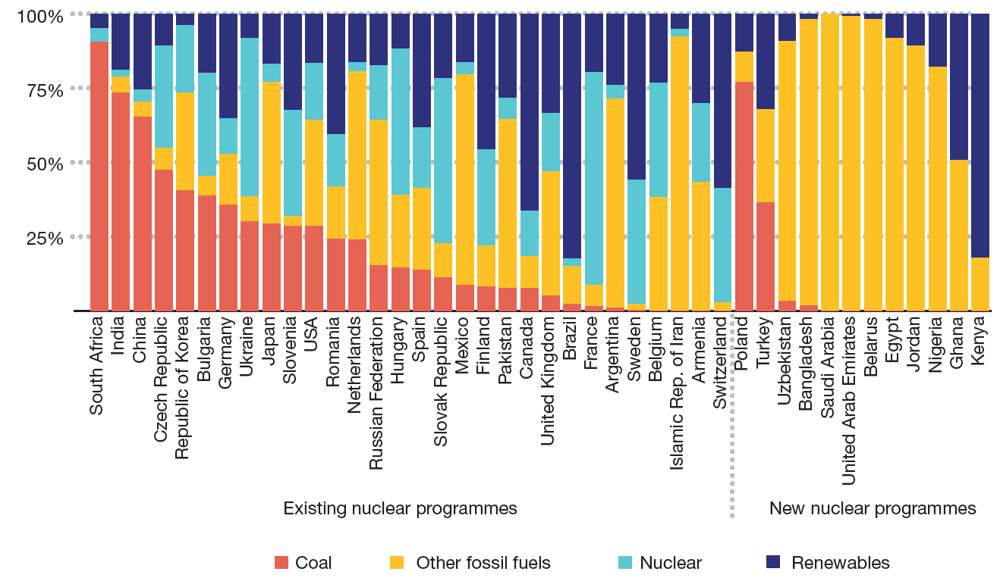 100%
75%
50%
25%
South Africa
India
China
Czech Republic
Republic of Korea
Bulgaria
Germany
Ukraine
Japan
Slovenia
USA
Romania
Netherlands
Russian Federation
Hungary
Spain
Slovak Republic
Mexico
Finland
Pakistan
Canada
United Kingdom
Brazil
France
Argentina
Sweden
Belgium
Islamic Rep. of Iran
Armenia
Switzerland
Poland
Turkey
Uzbekistan
Bangladesh
Saudi Arabia
United Arab Emirates
Belarus
Egypt
Jordan
Nigeria
Ghana
Kenya
Existing nuclear programmes
New nuclear programmes
Coal
Other fossil fuels
Nuclear
Renewables